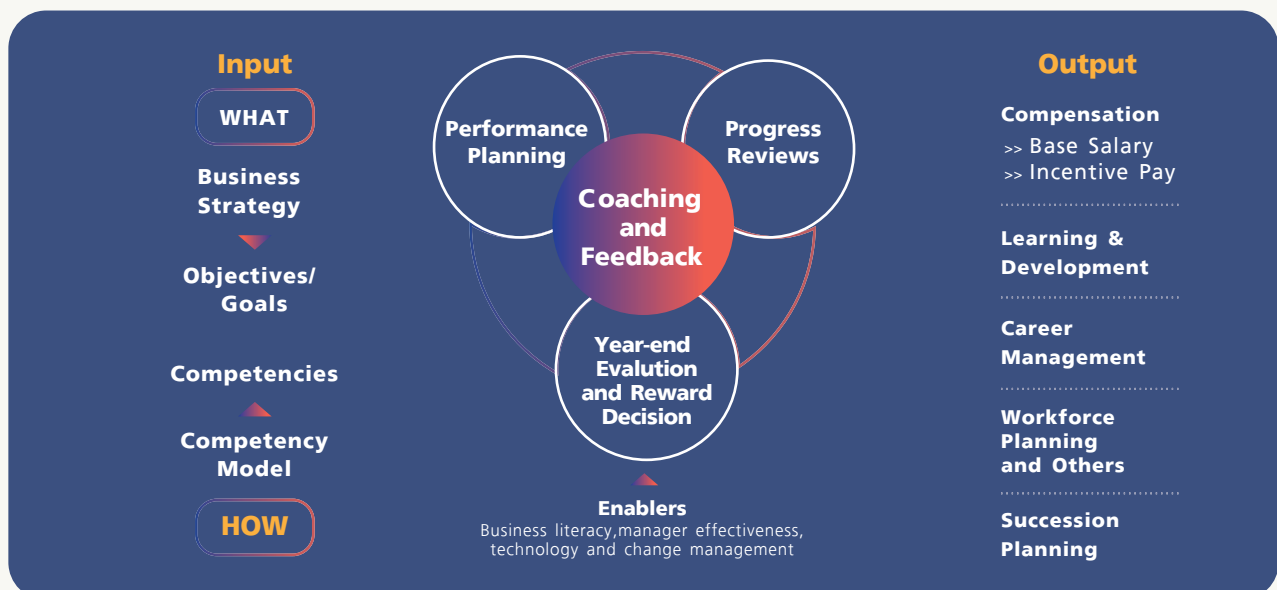 Input
WHAT
Business
Strategy
Objectives/
Goals
Competencies
Competency
Model
HOW
Performance
Planning
Progress
Reviews
Coaching
and
Feedback
Year-end
Evalution
and Reward
Decision
Enablers
Business literacy,manager effectiveness,
technology and change management
Output
Compensation
>> Base Salary
>> Incentive Pay
Learning &
Development
Career
Management
Workforce
Planning
and Others
Succession
Planning